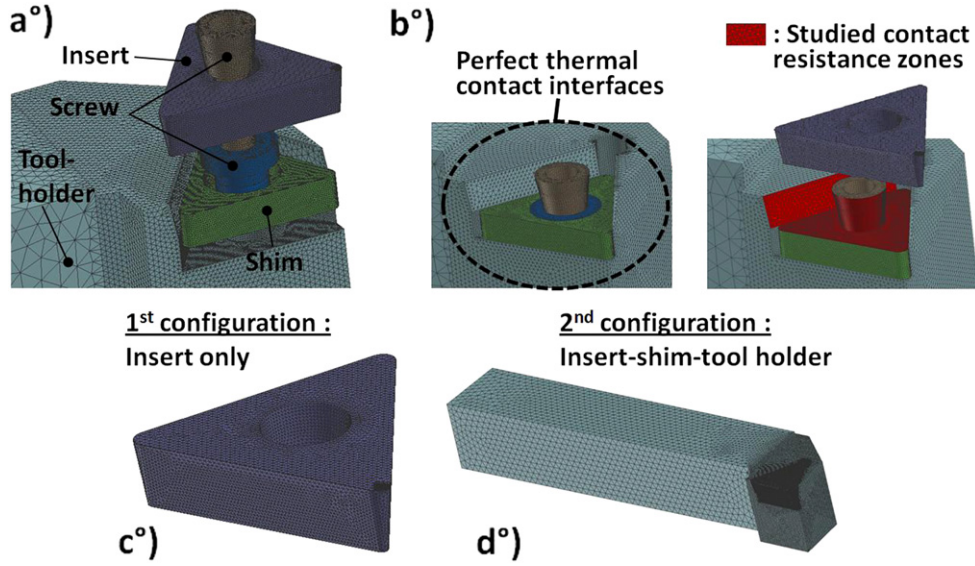 a°)
Insert
Screw
Tool-
holder
Shim
b°)
Perfect thermal
contact interfaces
: Studied contact
resistance zones
1st configuration :
Insert only
2nd configuration :
Insert-shim-tool holder
c°)
d°)